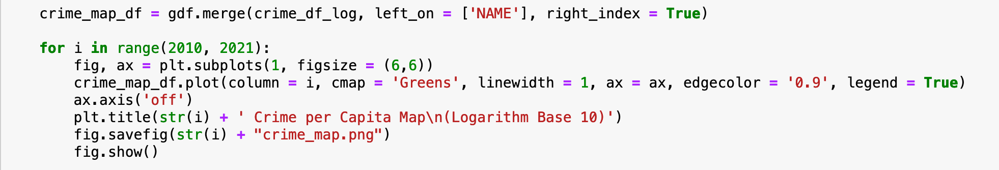 crime_map_df = gdf.merge(crime_df_log, left_on = ['NAME'], right_index = True)
for i in range(2010, 2021):
fig, ax = plt.subplots(1, figsize = (6,6))
crime_map_df.plot(column = i, cmap = 'Greens', linewidth = 1, ax = ax, edgecolor = '0.9', legend = True)
ax.axis('off')
plt.title(str(i) + ' Crime per Capita Map\n(Logarithm Base 10)')
fig.savefig(str(i) + "crime_map.png")
fig.show()